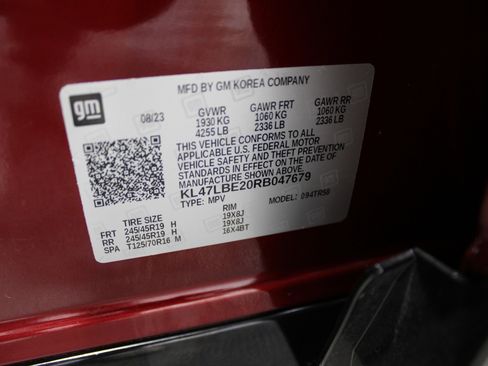 MFD BY GM KOREA COMPANY
gm
08/23
GVWR GAWR FRT GAWR RR
1930 KG 1060 KG 1060 KG
4255 LB 2336 LB 2336 LB
THIS VEHICLE CONFORMS TO ALL
APPLICABLE U.S. FEDERAL MOTOR
VEHICLE SAFETY AND THEFT PREVENTION
STANDARDS IN EFFECT ON THE DATE OF
MANUFACTURE SHOWN ABOVE.
KL47LBE20RB047679
TYPE: MPV MODEL: 094TR58
TIRE SIZE RIM
FRT 245/45R19 H 19X8J
RR 245/45R19 H 19X8J
SPA T125/70R16 M 16X4BT